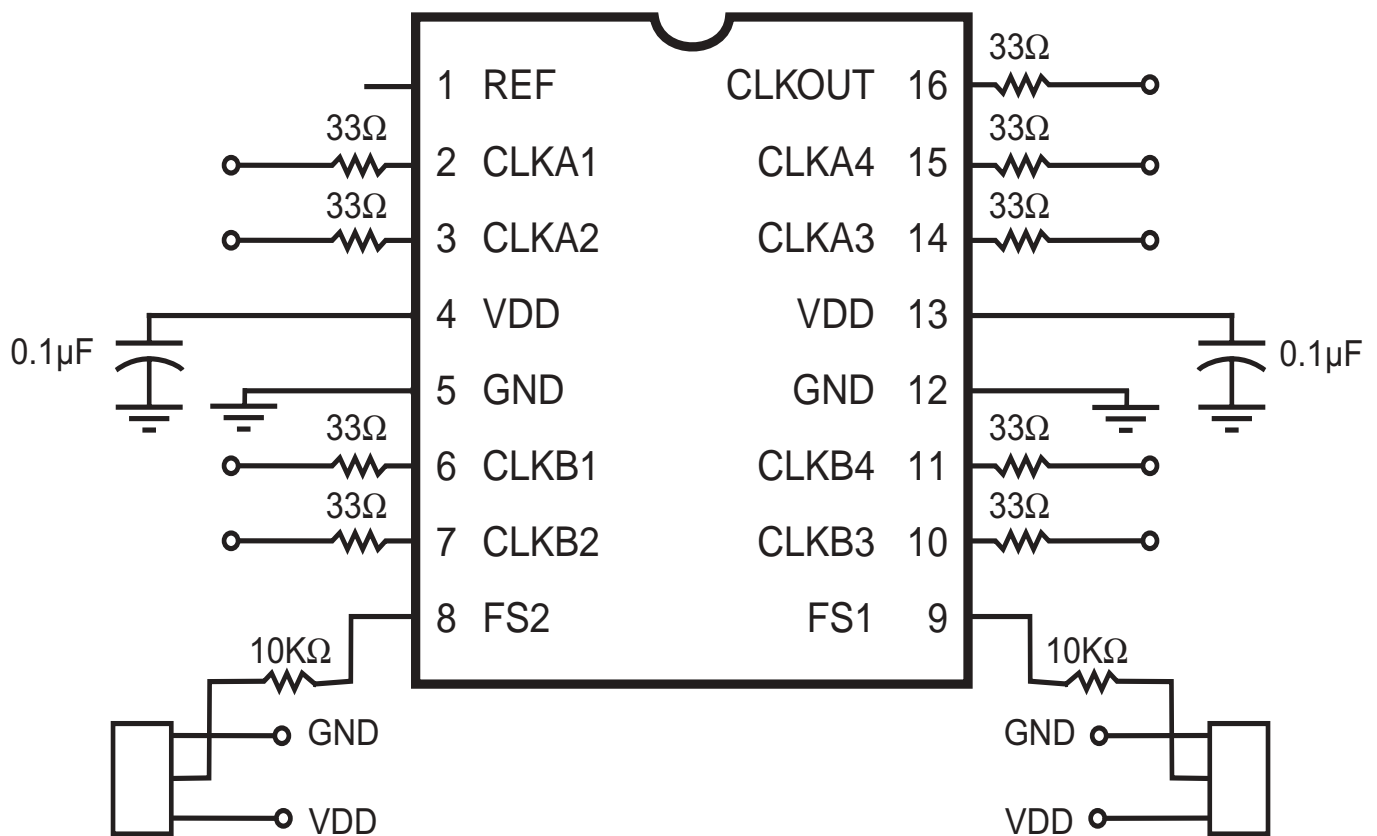 33Ω
1 REF CLKOUT 16
33Ω 33Ω
2 CLKA1 CLKA4 15
33Ω 33Ω
3 CLKA2 CLKA3 14
4 VDD VDD 13
0.1µF 0.1µF
5 GND GND 12
33Ω 33Ω
6 CLKB1 CLKB4 11
33Ω 33Ω
7 CLKB2 CLKB3 10
8 FS2 FS1 9
10KΩ 10KΩ
GND GND
VDD VDD